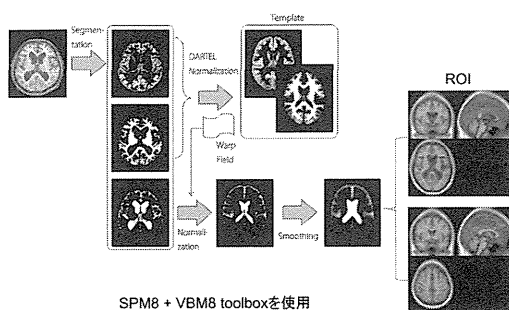 Segmen-
tation
DARTEL
Normalization
Template
Warp
Field
Normali-
zation
Smoothing
ROI
SPM8 + VBM8 toolboxを使用